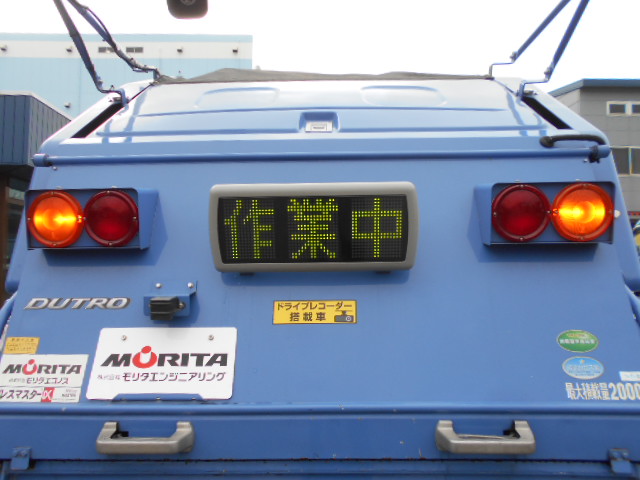 作業中
DUTRO
ドライブレコーダー
搭載車
MORITA
株式会社 モリタエコノス
プレスマスターα
MORITA
株式会社 モリタエンジニアリング
最大積載量2000